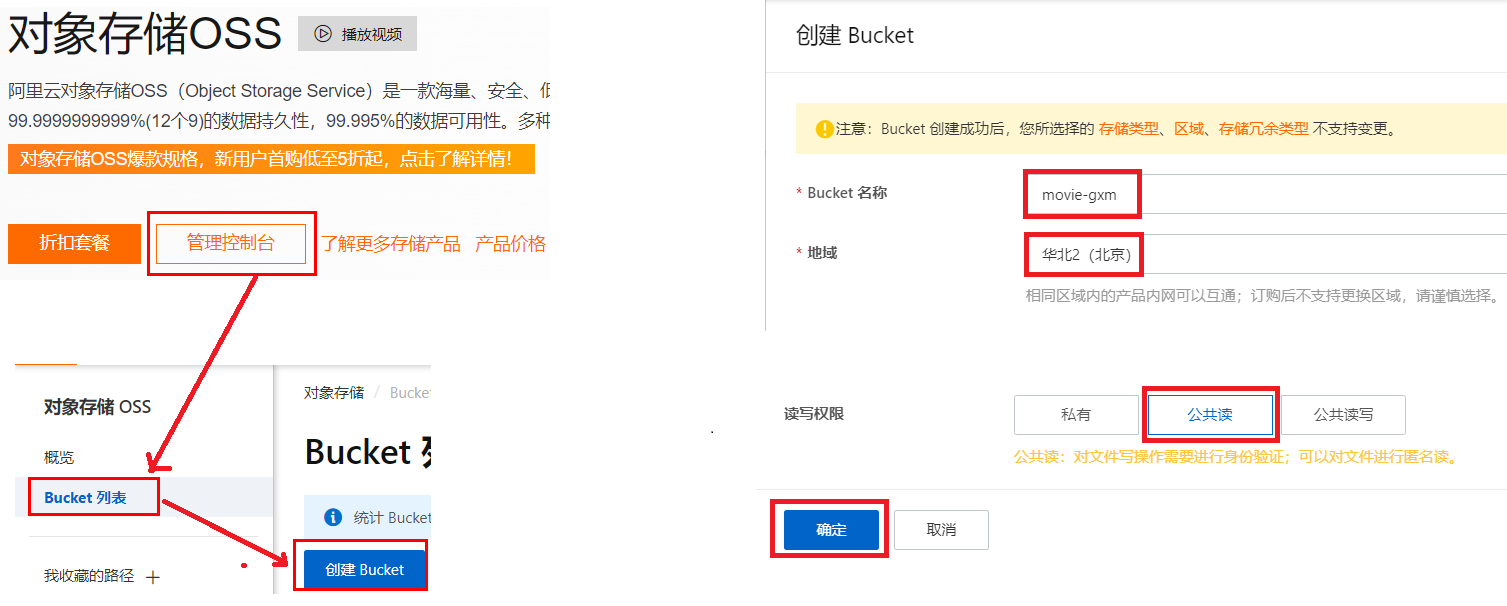 对象存储OSS 播放视频
阿里云对象存储OSS（Object Storage Service）是一款海量、安全、
99.9999999999%(12个9)的数据持久性，99.995%的数据可用性。多种
对象存储OSS爆款规格，新用户首购低至5折起，点击了解详情！
折扣套餐 管理控制台 了解更多存储产品 产品价格
对象存储 OSS
概览
Bucket 列表
我收藏的路径
对象存储 / Bucket
Bucket
统计 Bucket
创建 Bucket
创建 Bucket
注意：Bucket 创建成功后，您所选择的 存储类型、区域、存储冗余类型 不支持变更。
* Bucket 名称 movie-gxm
* 地域 华北2（北京）
相同区域内的产品内网可以互通；订购后不支持更换区域，请谨慎选择。
读写权限 私有 公共读 公共读写
公共读：对文件写操作需要进行身份验证；可以对文件进行匿名读。
确定 取消